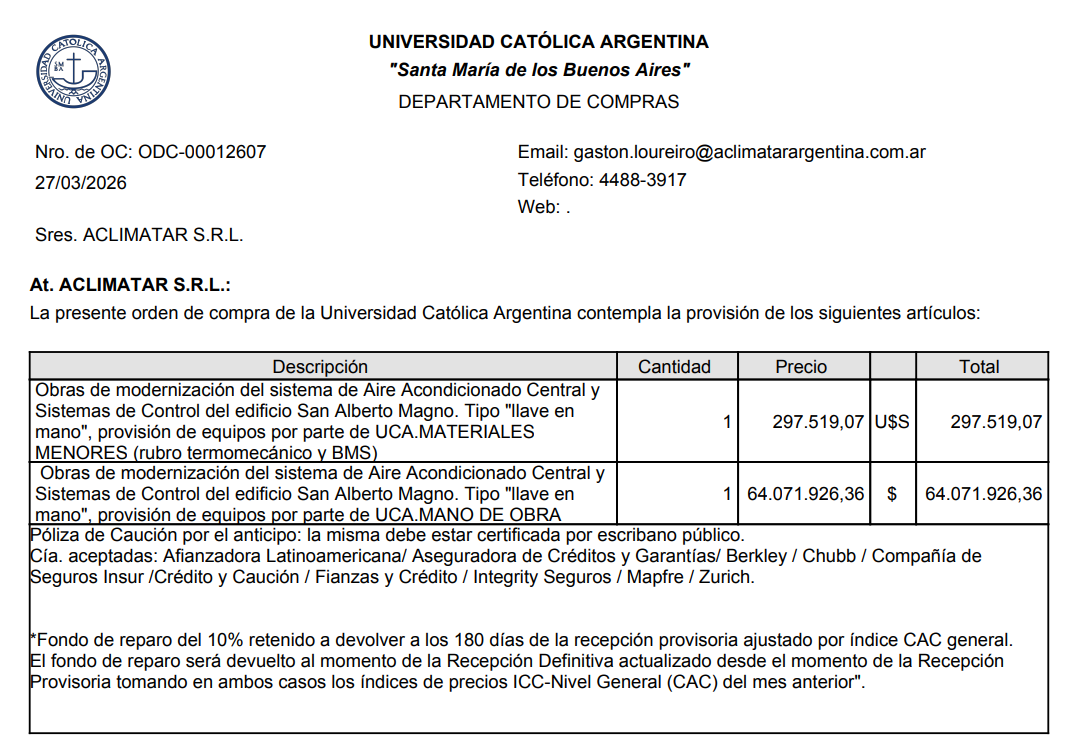 UNIVERSIDAD CATÓLICA ARGENTINA
UNIVERSIDAD CATÓLICA ARGENTINA
"Santa María de los Buenos Aires"
DEPARTAMENTO DE COMPRAS
Nro. de OC: ODC-00012607
27/03/2026
Email: gaston.loureiro@aclimatarargentina.com.ar
Teléfono: 4488-3917
Web: .
Sres. ACLIMATAR S.R.L.
At. ACLIMATAR S.R.L.:
La presente orden de compra de la Universidad Católica Argentina contempla la provisión de los siguientes artículos:
Descripción Cantidad Precio Total
Obras de modernización del sistema de Aire Acondicionado Central y
Sistemas de Control del edificio San Alberto Magno. Tipo "llave en
mano", provisión de equipos por parte de UCA.MATERIALES
MENORES (rubro termomecánico y BMS)
1 297.519,07 U$S 297.519,07
Obras de modernización del sistema de Aire Acondicionado Central y
Sistemas de Control del edificio San Alberto Magno. Tipo "llave en
mano", provisión de equipos por parte de UCA.MANO DE OBRA
1 64.071.926,36 $ 64.071.926,36
Póliza de Caución por el anticipo: la misma debe estar certificada por escribano público.
Cía. aceptadas: Afianzadora Latinoamericana/ Aseguradora de Créditos y Garantías/ Berkley / Chubb / Compañía de
Seguros Insur /Crédito y Caución / Fianzas y Crédito / Integrity Seguros / Mapfre / Zurich.
*Fondo de reparo del 10% retenido a devolver a los 180 días de la recepción provisoria ajustado por índice CAC general.
El fondo de reparo será devuelto al momento de la Recepción Definitiva actualizado desde el momento de la Recepción
Provisoria tomando en ambos casos los índices de precios ICC-Nivel General (CAC) del mes anterior".